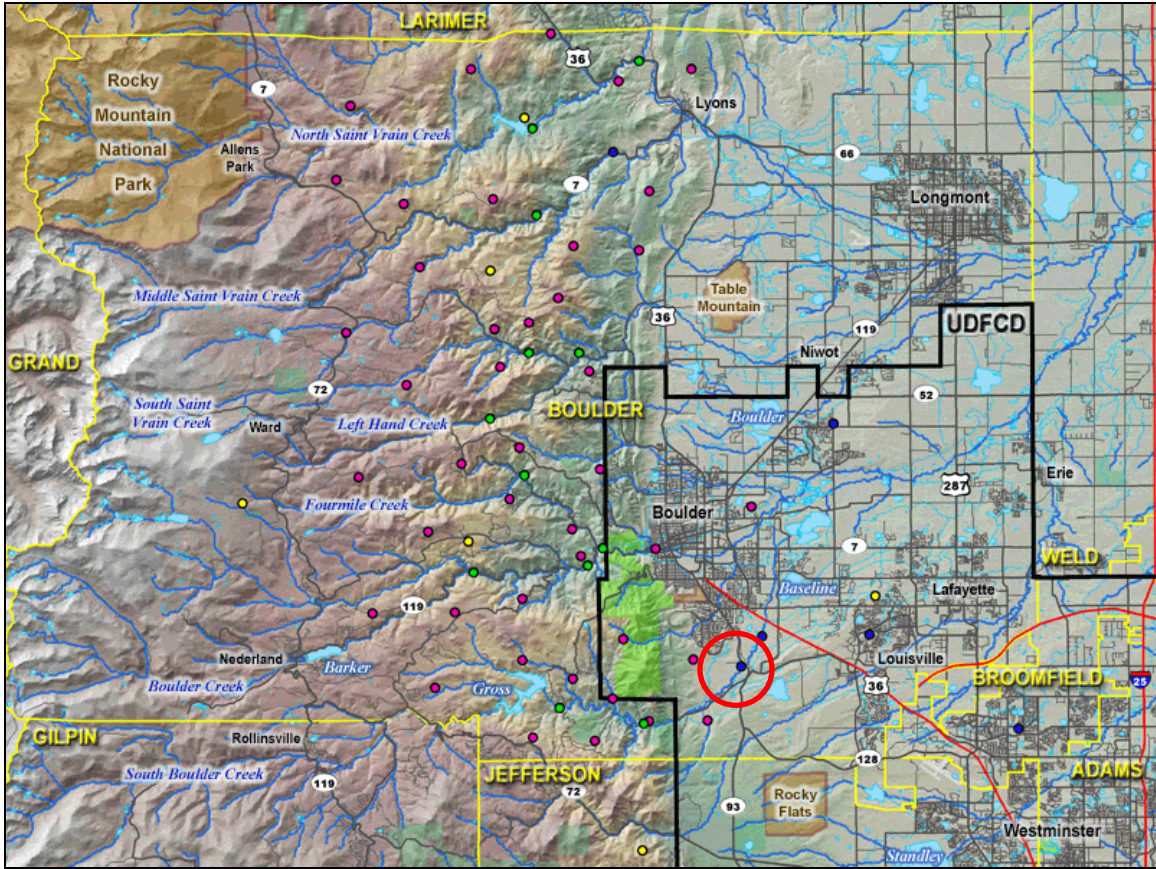 LARIMER
36
Rocky
Mountain
National
Park
7
Lyons
North Saint Vrain Creek
Allens
Park
66
7
Longmont
Middle Saint Vrain Creek
Table
Mountain
36
119
UDFCD
GRAND
Niwot
72
52
South Saint
Vrain Creek
BOULDER
Boulder
Ward
Left Hand Creek
Erie
287
Fourmile Creek
Boulder
7
WELD
Baseline
Lafayette
119
Nederland
Barker
Louisville
Boulder Creek
Gross
36
BROOMFIELD
25
GILPIN
Rollinsville
128
South Boulder Creek
119
JEFFERSON
72
ADAMS
93
Rocky
Flats
Westminster
Standley